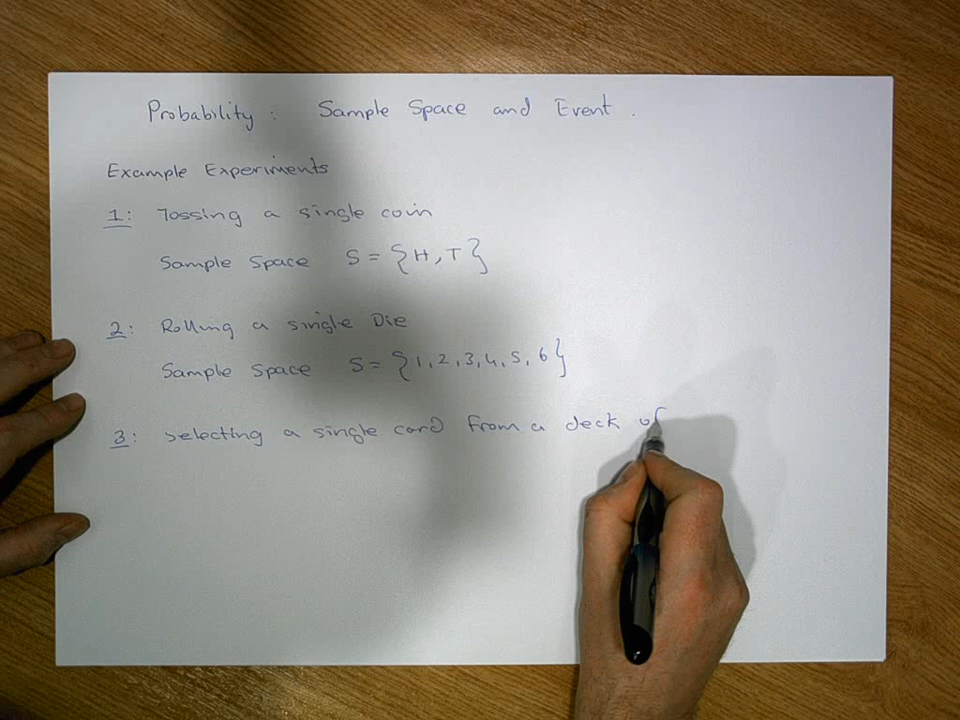 Probability : Sample Space and Event .
Example Experiments
1: Tossing a single coin
Sample Space S = {H, T}
2: Rolling a single Die
Sample Space S = {1, 2, 3, 4, 5, 6}
3: Selecting a single card from a deck of